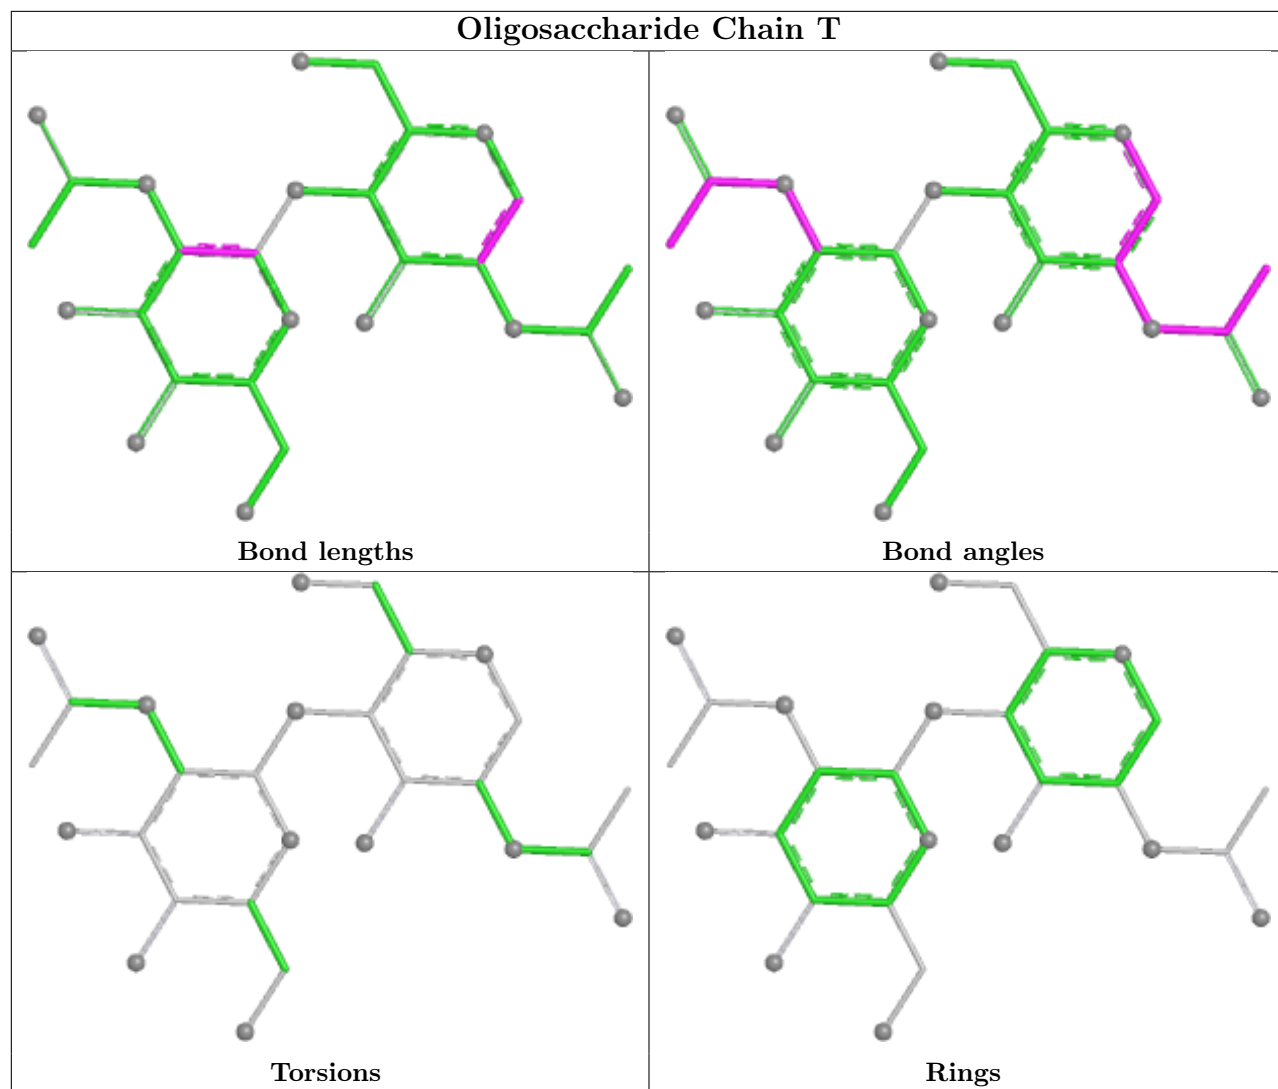 Oligosaccharide Chain T
Bond lengths
Bond angles
Torsions
Rings